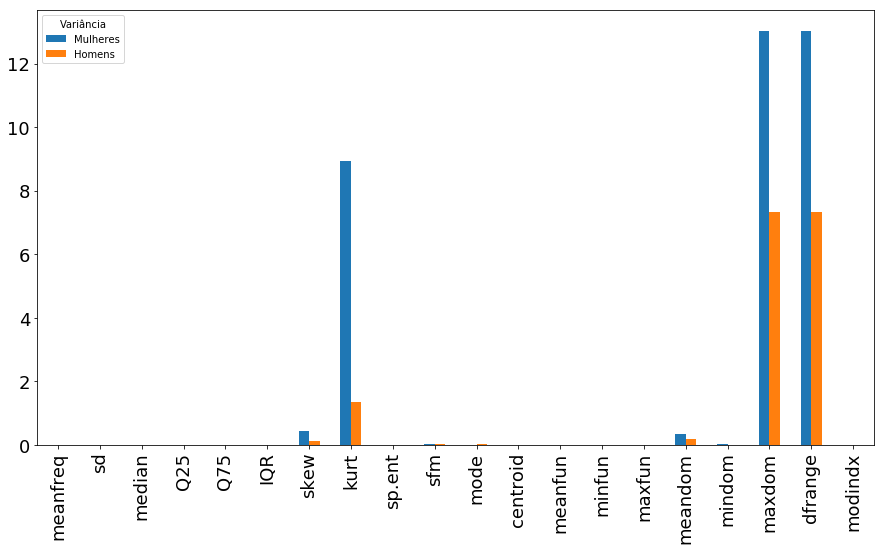 Variância
Mulheres
Homens
12
10
8
6
4
2
0
meanfreq
sd
median
Q25
Q75
IQR
skew
kurt
sp.ent
sfm
mode
centroid
meanfun
minfun
maxfun
meandom
mindom
maxdom
dfrange
modindx